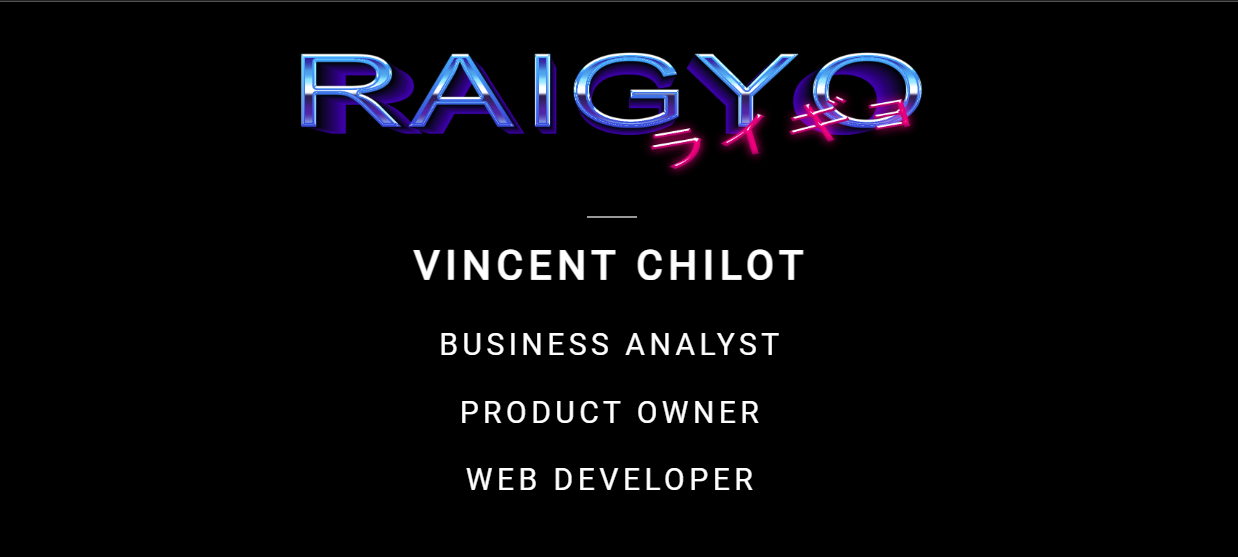 RAIGYO
ライギョ
VINCENT CHILOT
BUSINESS ANALYST
PRODUCT OWNER
WEB DEVELOPER